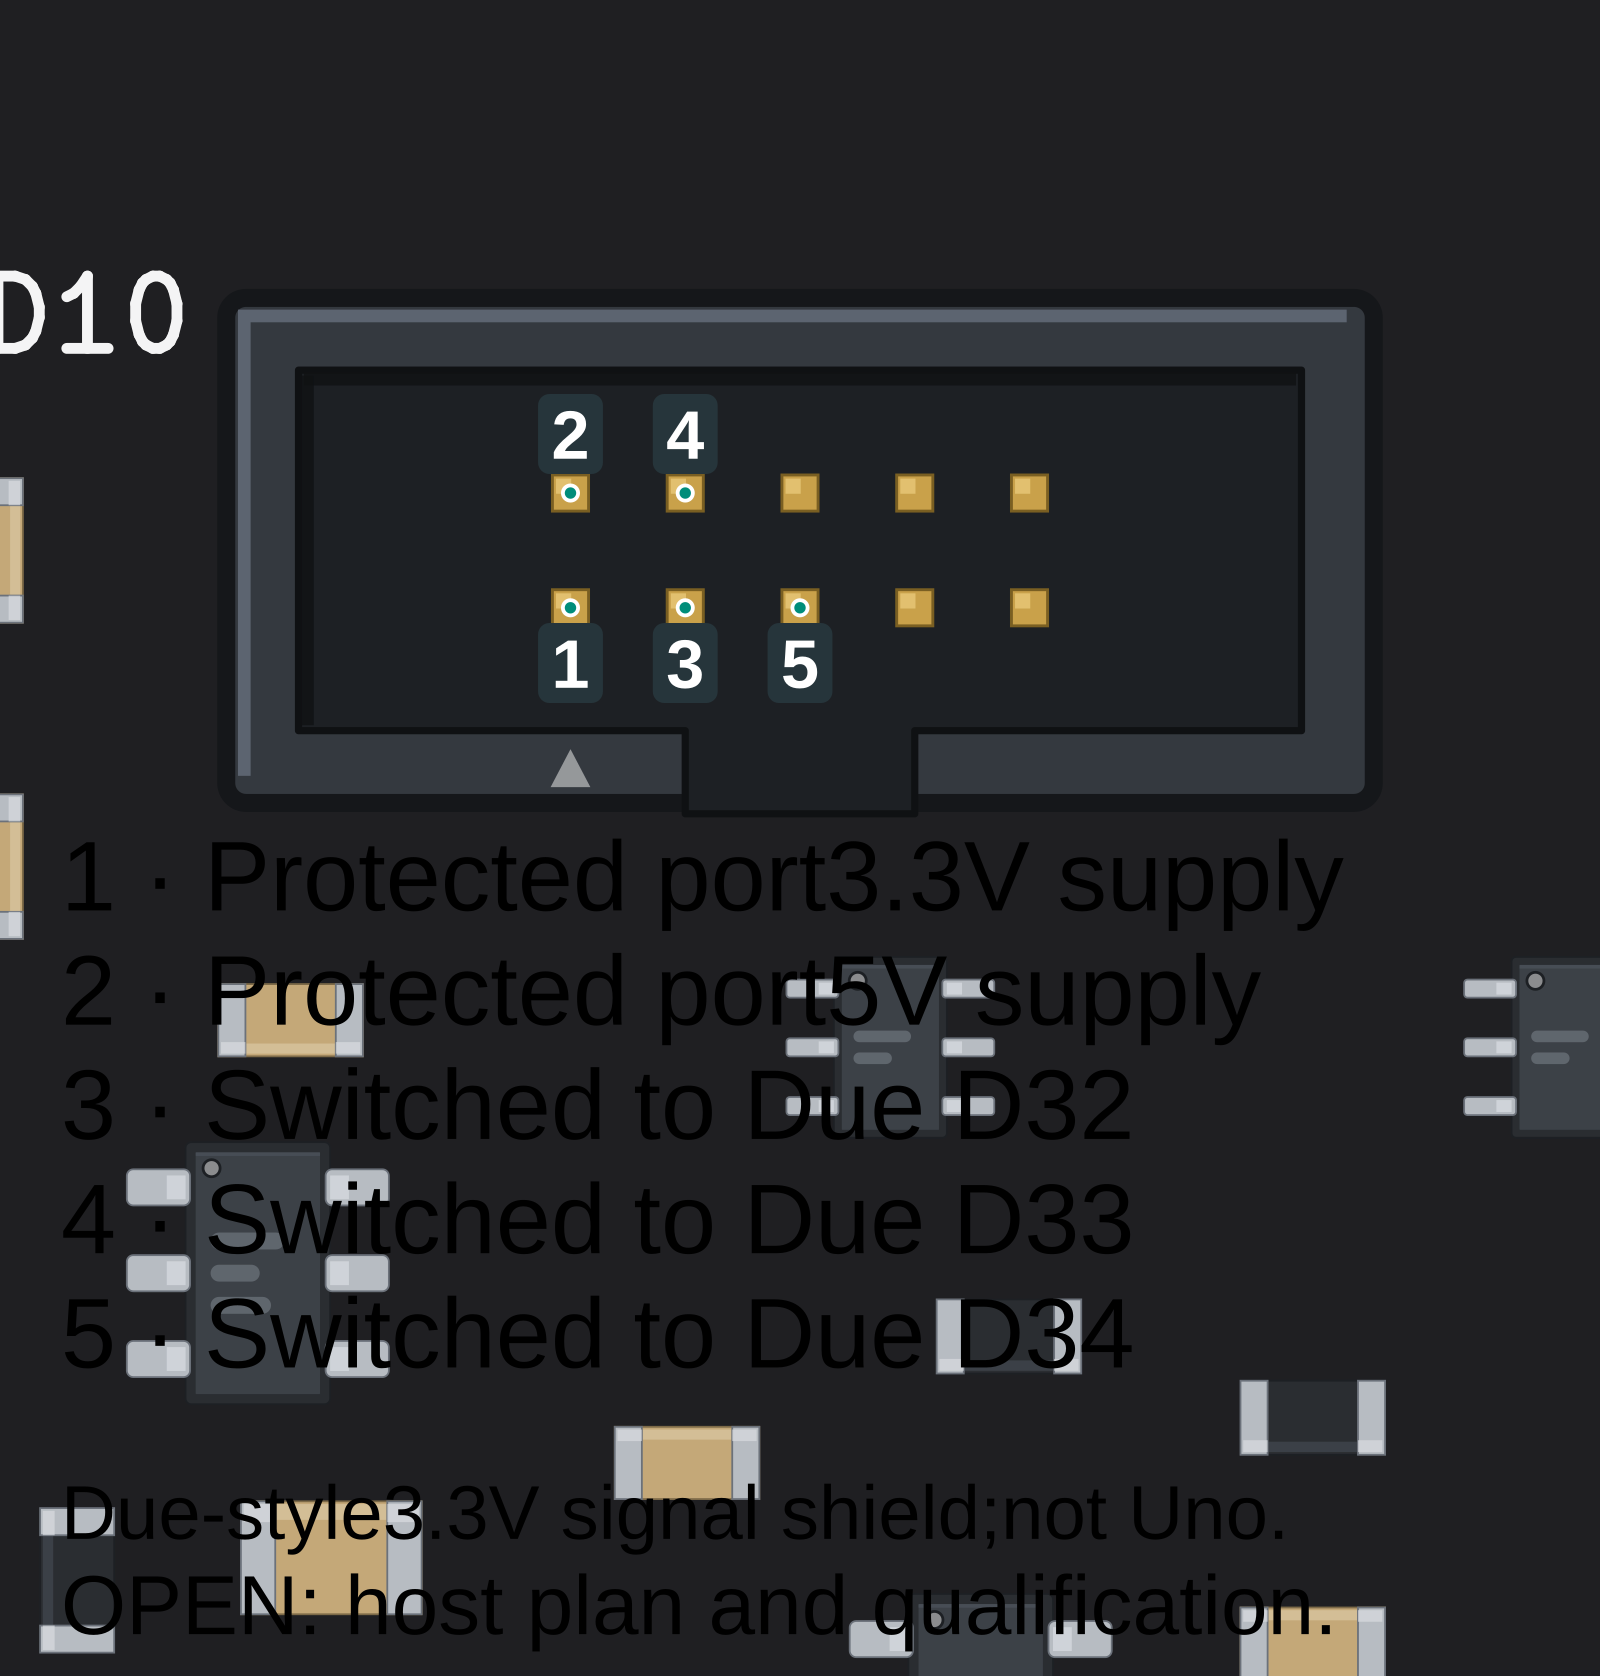 D10
2 4
1 3 5
1 · Protected port3.3V supply
2 · Protected port5V supply
3 · Switched to Due D32
4 · Switched to Due D33
5 · Switched to Due D34
Due-style3.3V signal shield;not Uno.
OPEN: host plan and qualification.